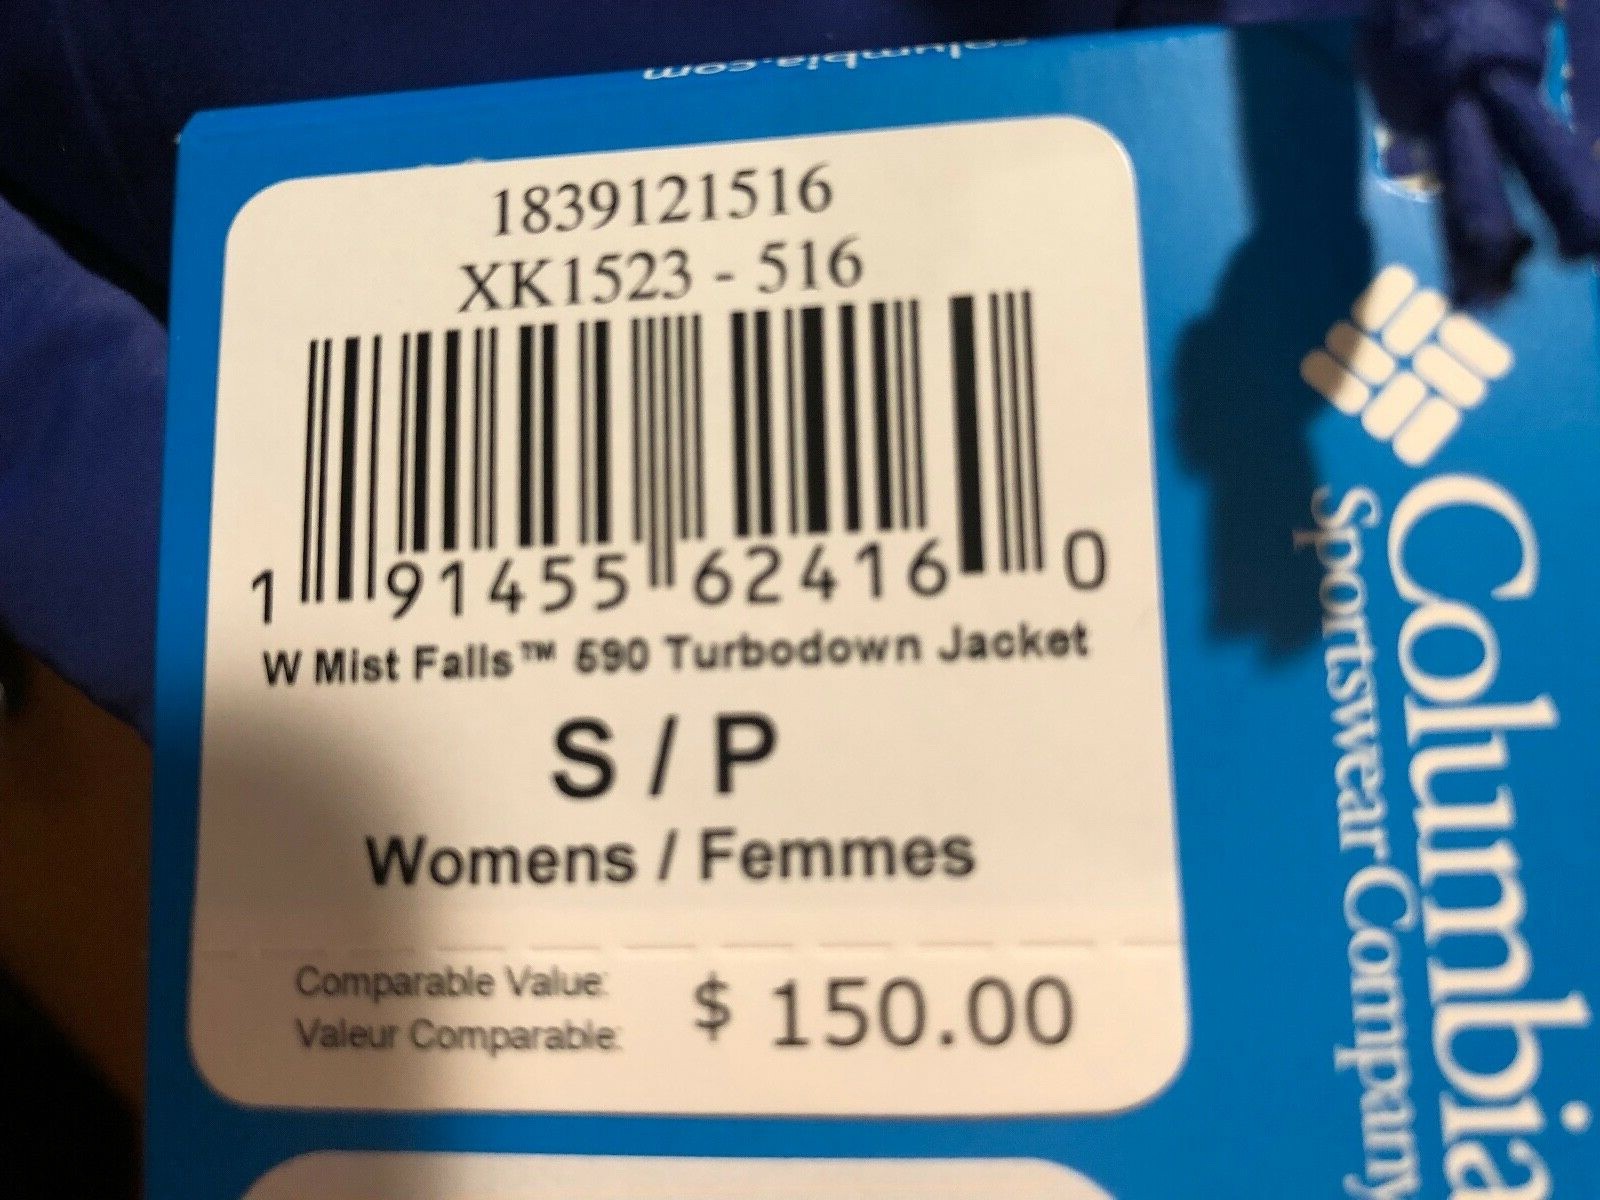 columbia.com
1839121516
XK1523 - 516
1 91455 62416 0
W Mist Falls™ 590 Turbodown Jacket
S / P
Womens / Femmes
Comparable Value:
Valeur Comparable:
$ 150.00
Columbia
Sportswear Company